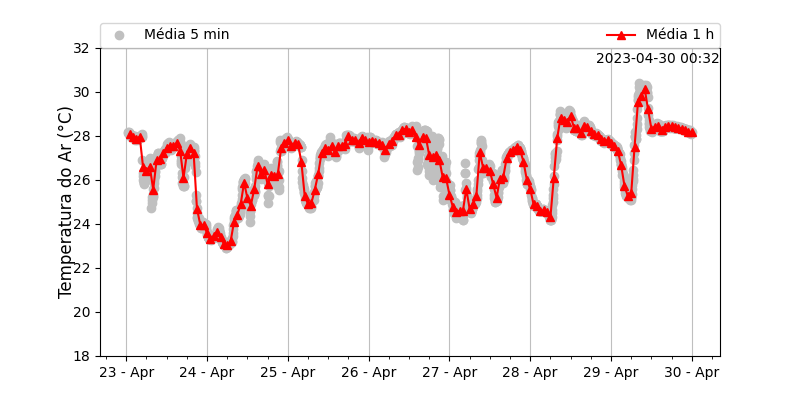 Média 5 min
Média 1 h
2023-04-30 00:32
Temperatura do Ar (°C)
32
30
28
26
24
22
20
18
23 - Apr
24 - Apr
25 - Apr
26 - Apr
27 - Apr
28 - Apr
29 - Apr
30 - Apr